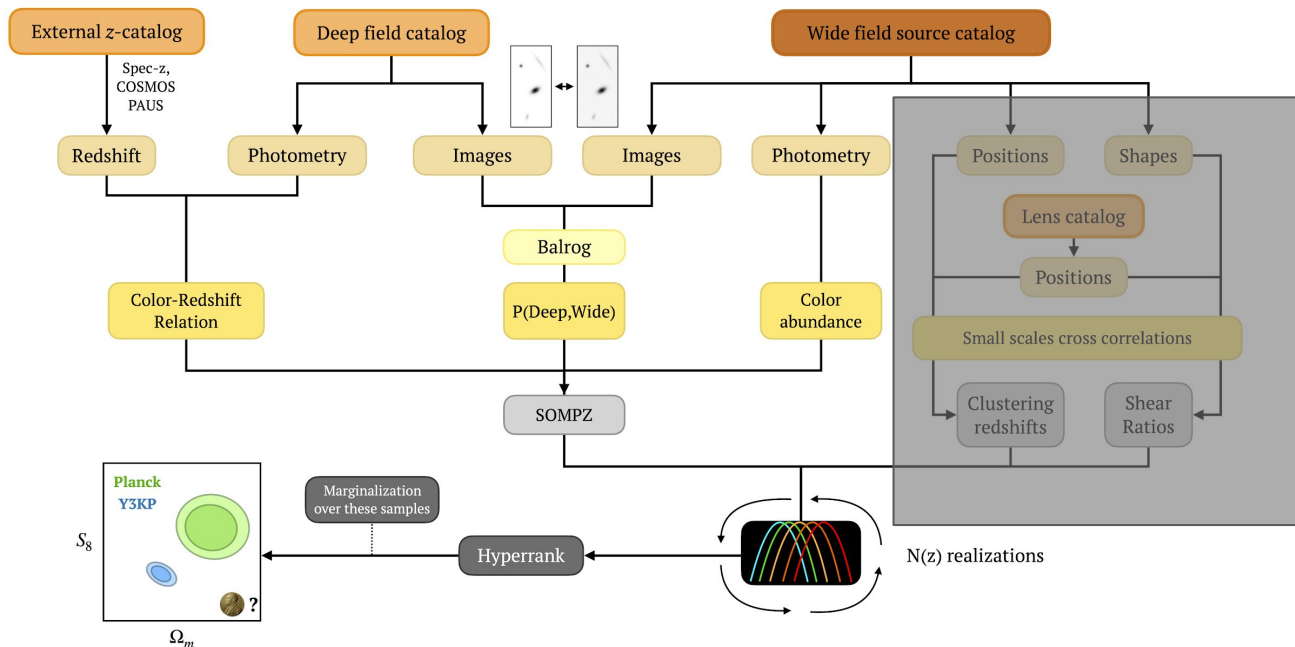 External z-catalog
Deep field catalog
Wide field source catalog
Spec-z,
COSMOS
PAUS
Redshift
Photometry
Images
Images
Photometry
Positions
Shapes
Lens catalog
Positions
Balrog
Color-Redshift
Relation
P(Deep,Wide)
Color
abundance
Small scales cross correlations
SOMPZ
Clustering
redshifts
Shear
Ratios
Planck
Y3KP
Marginalization
over these samples
S₈
Hyperrank
N(z) realizations
?
Ωₘ